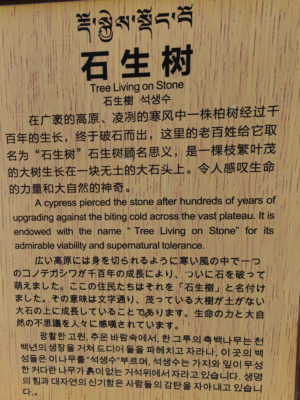 石生树
Tree Living on Stone
石生樹 석생수
在广袤的高原、凌冽的寒风中一株柏树经过千
百年的生长，终于破石而出，这里的老百姓给它取
名为“石生树”石生树顾名思义，是一棵枝繁叶茂
的大树生长在一块无土的大石头上。令人感叹生命
的力量和大自然的神奇。
A cypress pierced the stone after hundreds of years of
upgrading against the biting cold across the vast plateau. It is
endowed with the name “ Tree Living on Stone” for its
admirable viability and supernatural tolerance.
広い高原には身を切られるように寒い風の中で一つ
のコノテガシワが千百年の成長により、ついに石を破って
萌えました。ここの住民たちはそれを「石生樹」と名付け
ました。その意味は文字通り、茂っている大樹が土がない
大石の上に成長していることであります。生命の力と大自
然の不思議を人々に感嘆されています。
광활한 고원, 추운 바람속에서, 한 그루의 측백나무는 천
백년의 생장을 거쳐 드디어 돌을 파헤치고 자라나, 이 곳의 백
성들은 이나무를“석생수”부르며, 석생수는 가지와 잎이 무성
한 커다란 나무가 흙이 없는 거석위에서 자라고 있습니다. 생명
의 힘과 대자연의 신기함은 사람들의 감탄을 자아내고 있습니
다.。